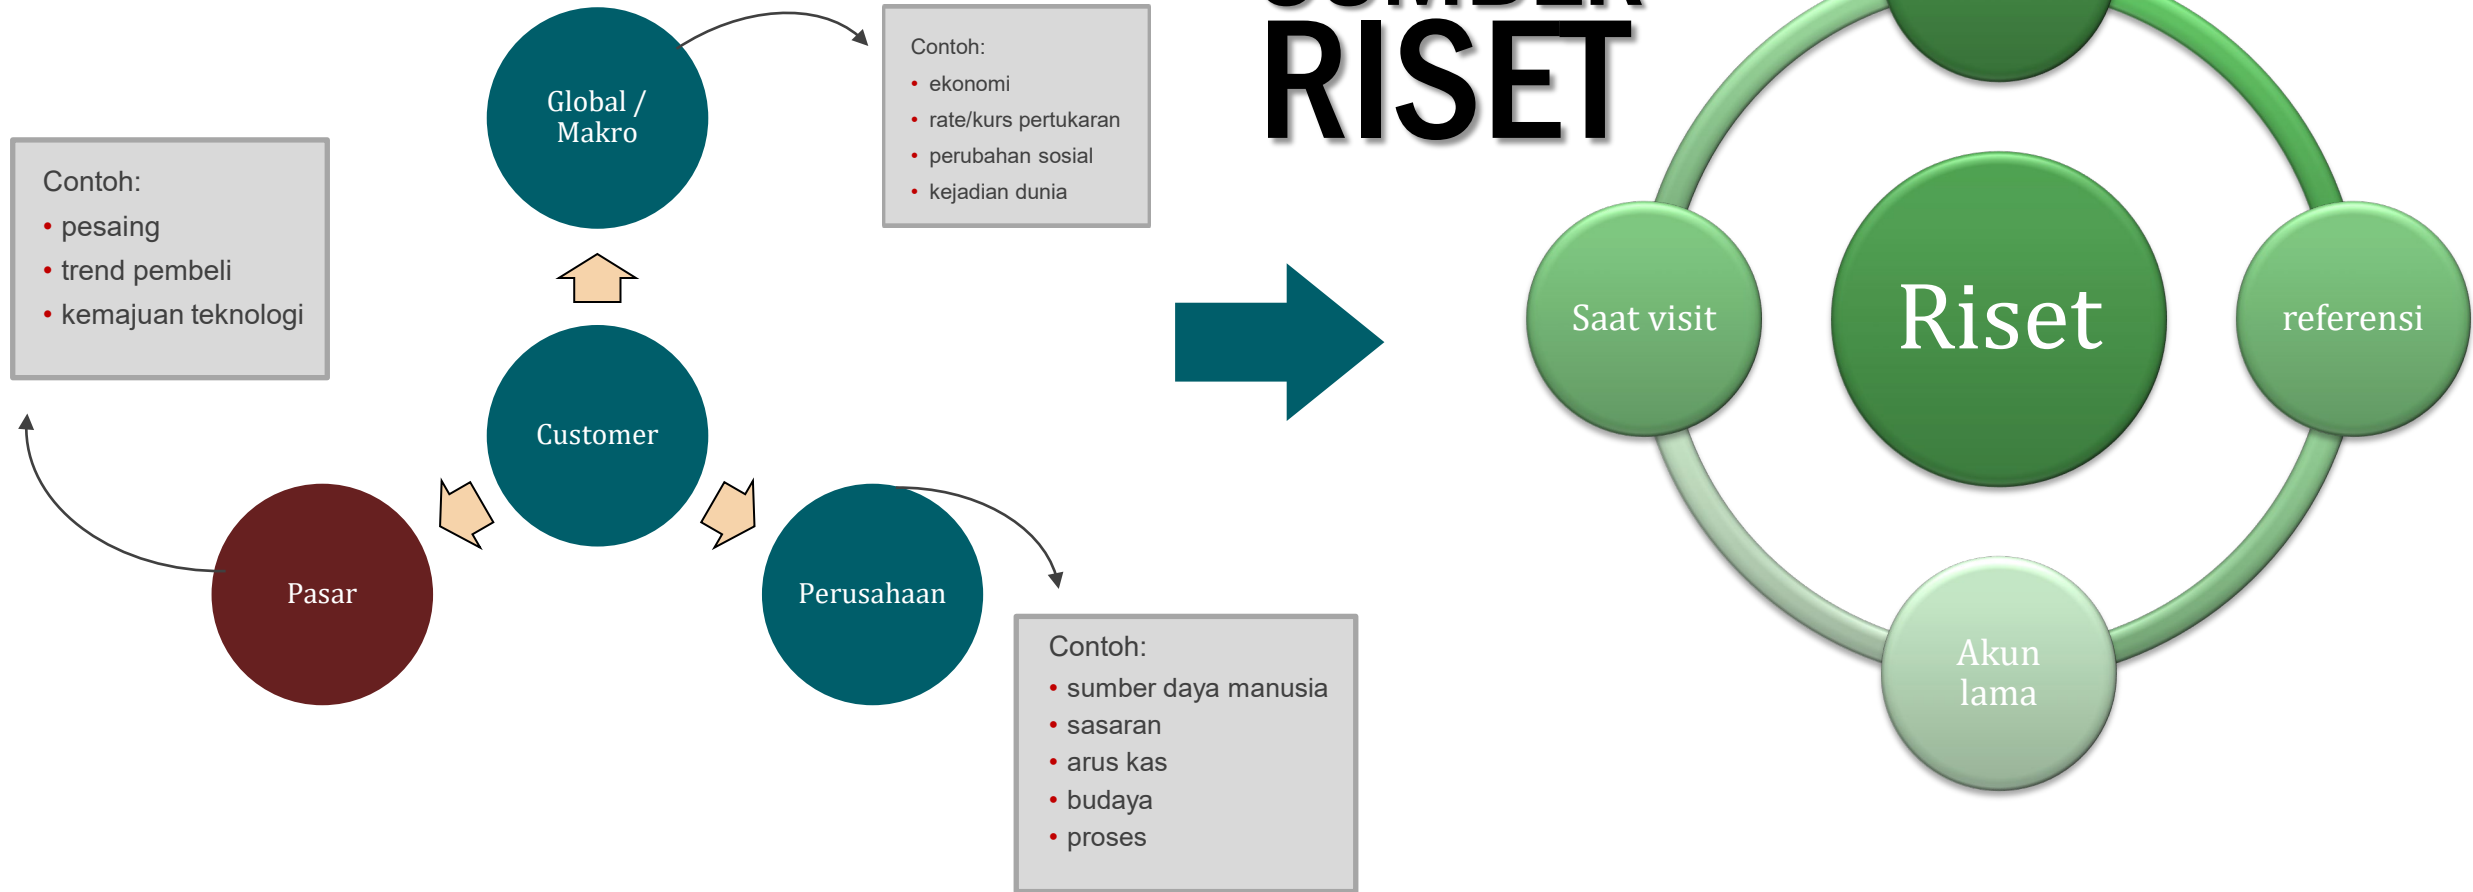 Global /
Makro
Contoh:
• ekonomi
• rate/kurs pertukaran
• perubahan sosial
• kejadian dunia
Contoh:
• pesaing
• trend pembeli
• kemajuan teknologi
Customer
Pasar
Perusahaan
Contoh:
• sumber daya manusia
• sasaran
• arus kas
• budaya
• proses
SUMBER
RISET
Saat visit
Riset
referensi
Akun
lama